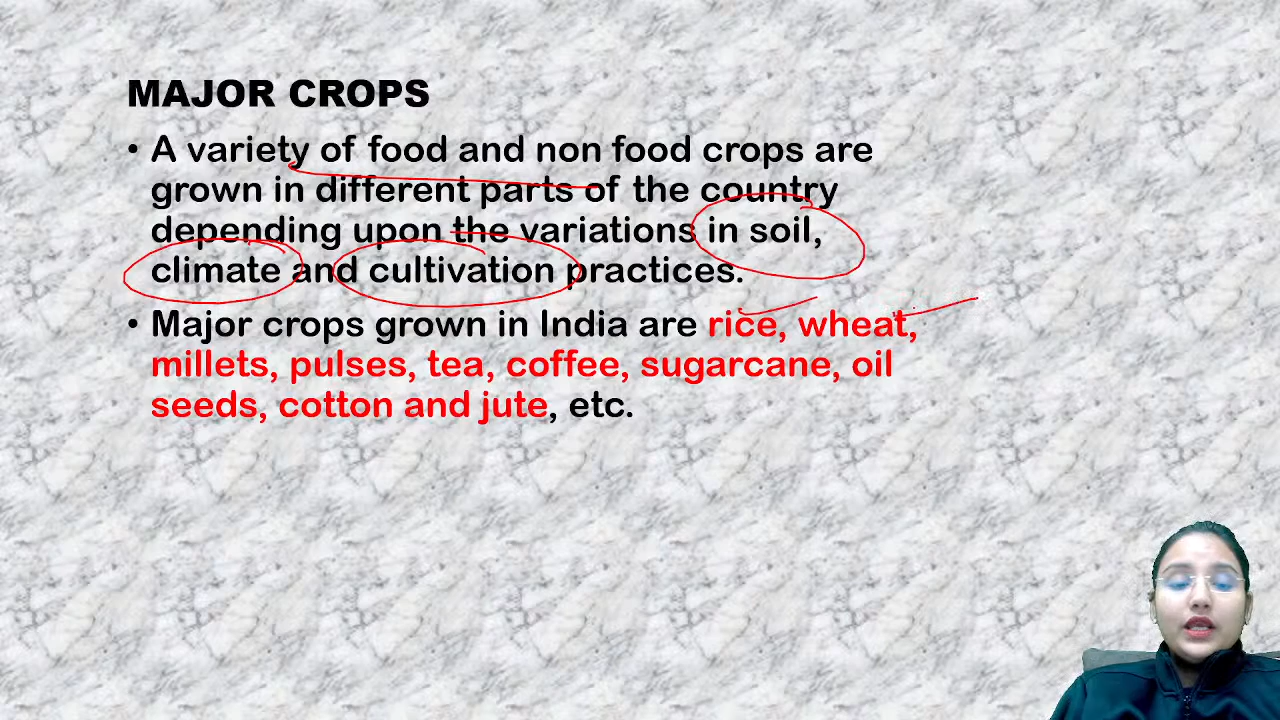 MAJOR CROPS
• A variety of food and non food crops are
grown in different parts of the country
depending upon the variations in soil,
climate and cultivation practices.
• Major crops grown in India are rice, wheat,
millets, pulses, tea, coffee, sugarcane, oil
seeds, cotton and jute, etc.